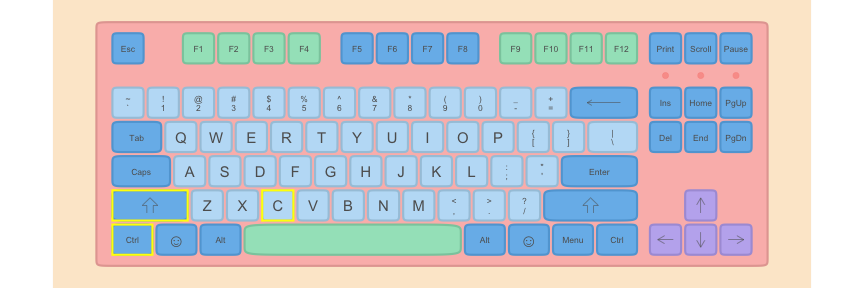 Esc F1 F2 F3 F4 F5 F6 F7 F8 F9 F10 F11 F12 Print Scroll Pause
~ ! @ # $ % ^ & * ( ) _ +
` 1 2 3 4 5 6 7 8 9 0 - = ← Ins Home PgUp
Tab Q W E R T Y U I O P { } |
[ ] \ Del End PgDn
Caps A S D F G H J K L : "
; ' Enter
⇧ Z X C V B N M < > ?
, . / ⇧ ↑
Ctrl ☺ Alt Alt ☺ Menu Ctrl ← ↓ →